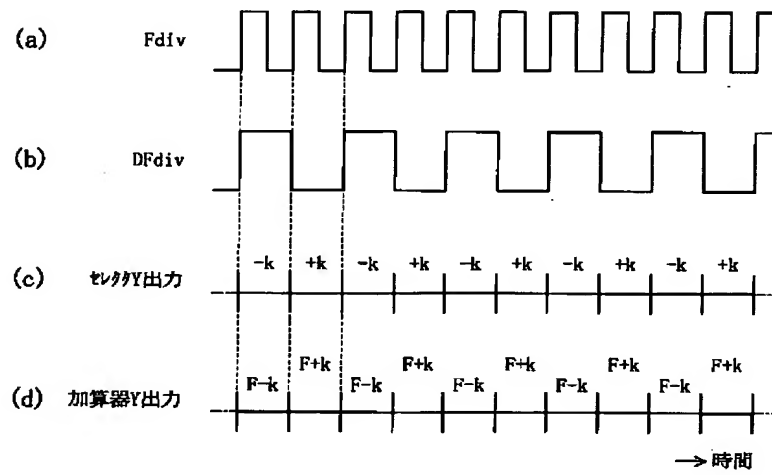 (a) Fdiv
(b) DFdiv
-k +k -k +k -k +k -k +k -k +k
(c) セレクタY出力
F+k F+k F+k F+k F+k
F-k F-k F-k F-k F-k
(d) 加算器Y出力
→ 時間